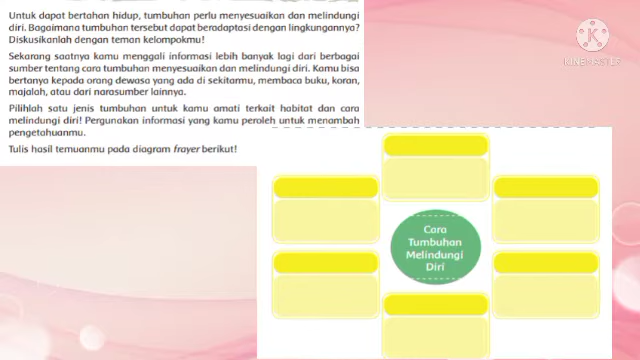 Untuk dapat bertahan hidup, tumbuhan perlu menyesuaikan dan melindungi
diri. Bagaimana tumbuhan tersebut dapat beradaptasi dengan lingkungannya?
Diskusikanlah dengan teman kelompokmu!
Sekarang saatnya kamu menggali informasi lebih banyak lagi dari berbagai
sumber tentang cara tumbuhan menyesuaikan dan melindungi diri. Kamu bisa
bertanya kepada orang dewasa yang ada di sekitarmu, membaca buku, koran,
majalah, atau dari narasumber lainnya.
Pilihlah satu jenis tumbuhan untuk kamu amati terkait habitat dan cara
melindungi diri! Pergunakan informasi yang kamu peroleh untuk menambah
pengetahuanmu.
Tulis hasil temuanmu pada diagram frayer berikut!
Cara
Tumbuhan
Melindungi
Diri
KINEMASTER